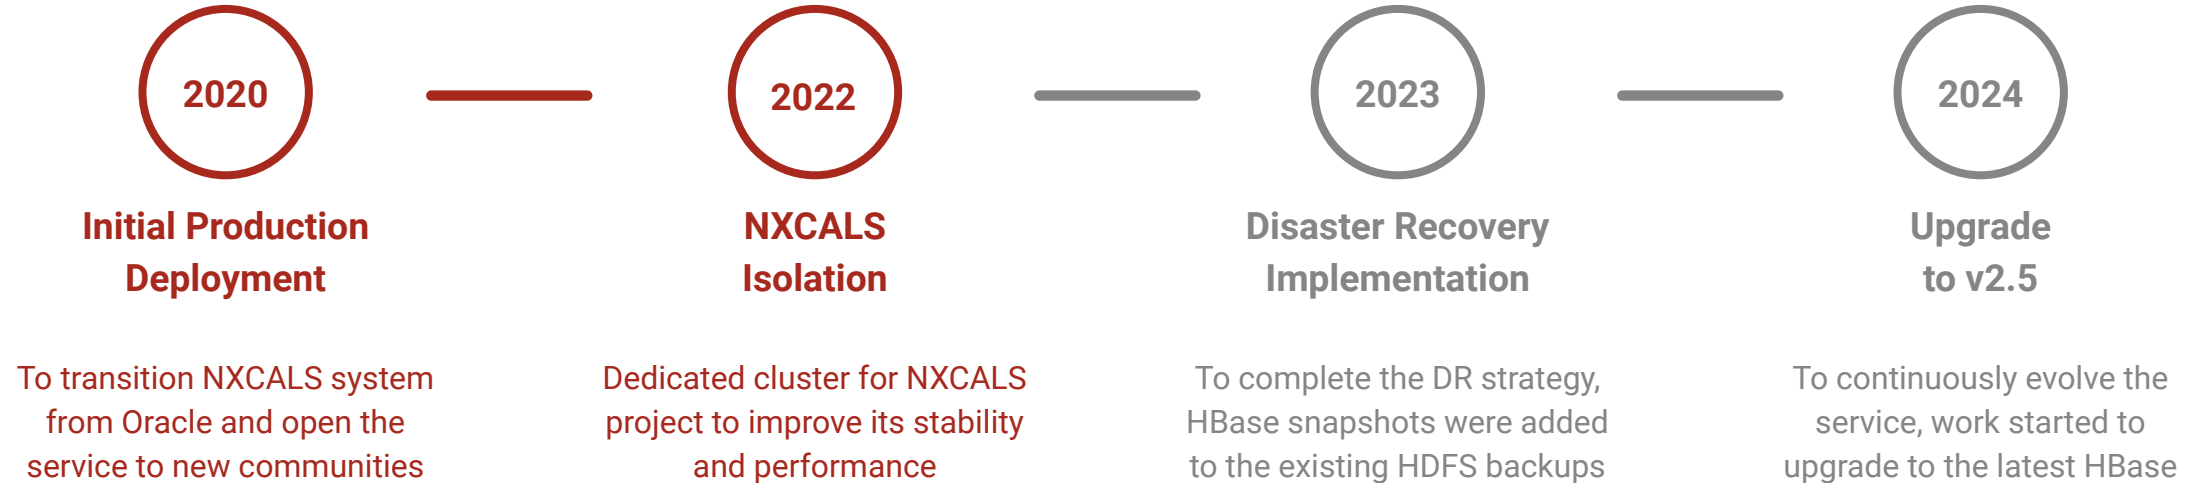 2020
Initial Production
Deployment
To transition NXCALS system
from Oracle and open the
service to new communities
2022
NXCALS
Isolation
Dedicated cluster for NXCALS
project to improve its stability
and performance
2023
Disaster Recovery
Implementation
To complete the DR strategy,
HBase snapshots were added
to the existing HDFS backups
2024
Upgrade
to v2.5
To continuously evolve the
service, work started to
upgrade to the latest HBase